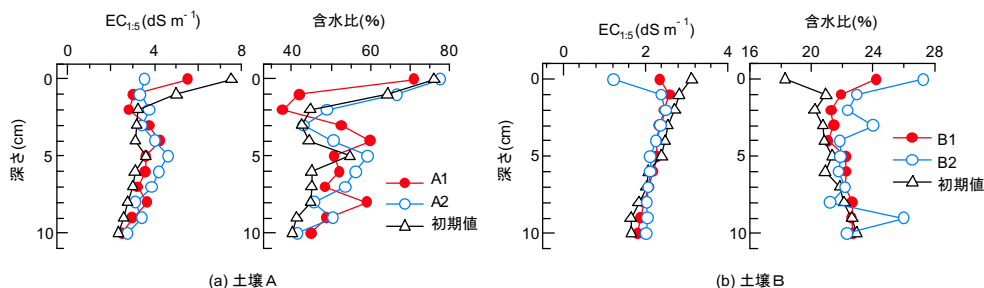 EC1:5(dS m⁻¹)
0 4 8
深さ(cm)
0
5
10
含水比(%)
40 60 80
A1
A2
初期値
(a) 土壌A
EC1:5(dS m⁻¹)
0 2 4
深さ(cm)
0
5
10
含水比(%)
16 20 24 28
B1
B2
初期値
(b) 土壌B